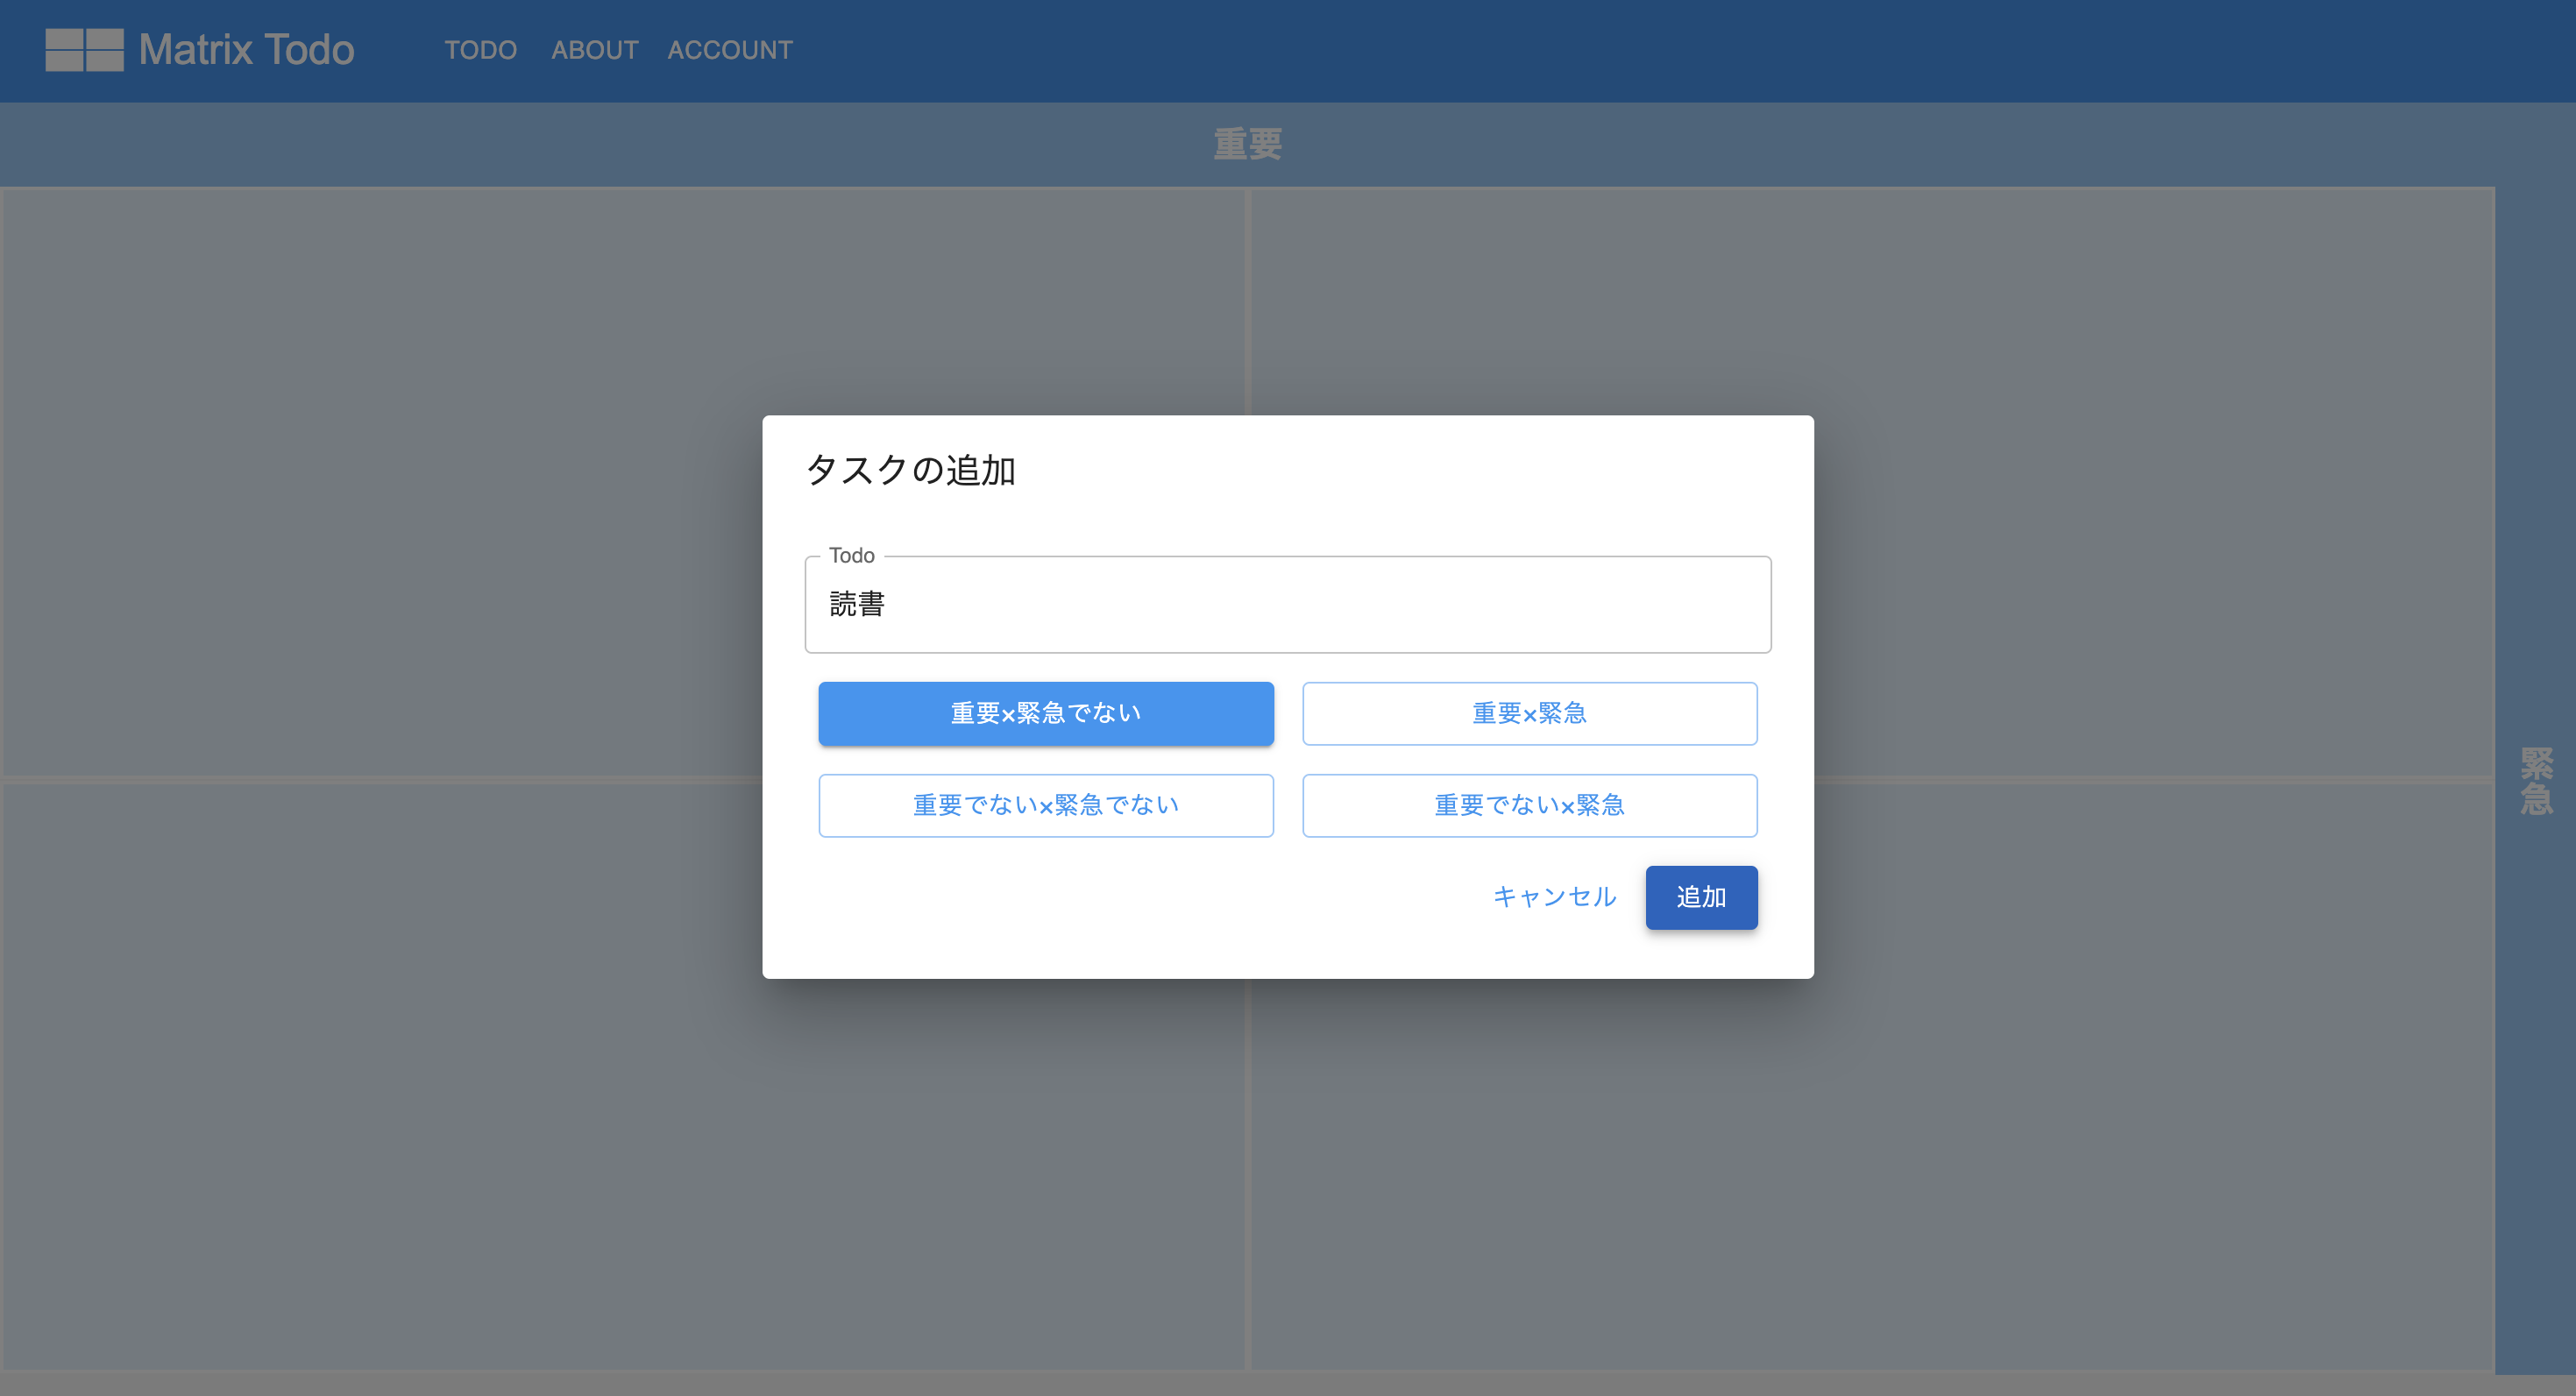 Matrix Todo
TODO ABOUT ACCOUNT
重要
緊急
タスクの追加
Todo
読書
重要×緊急でない
重要×緊急
重要でない×緊急でない
重要でない×緊急
キャンセル
追加